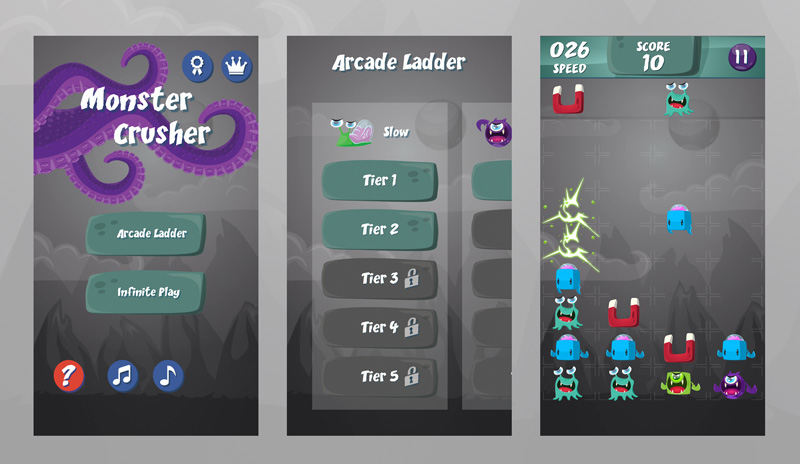 Monster
Crusher
Arcade Ladder
Infinite Play
?
Arcade Ladder
Slow
Tier 1
Tier 2
Tier 3
Tier 4
Tier 5
026
SPEED
SCORE
10